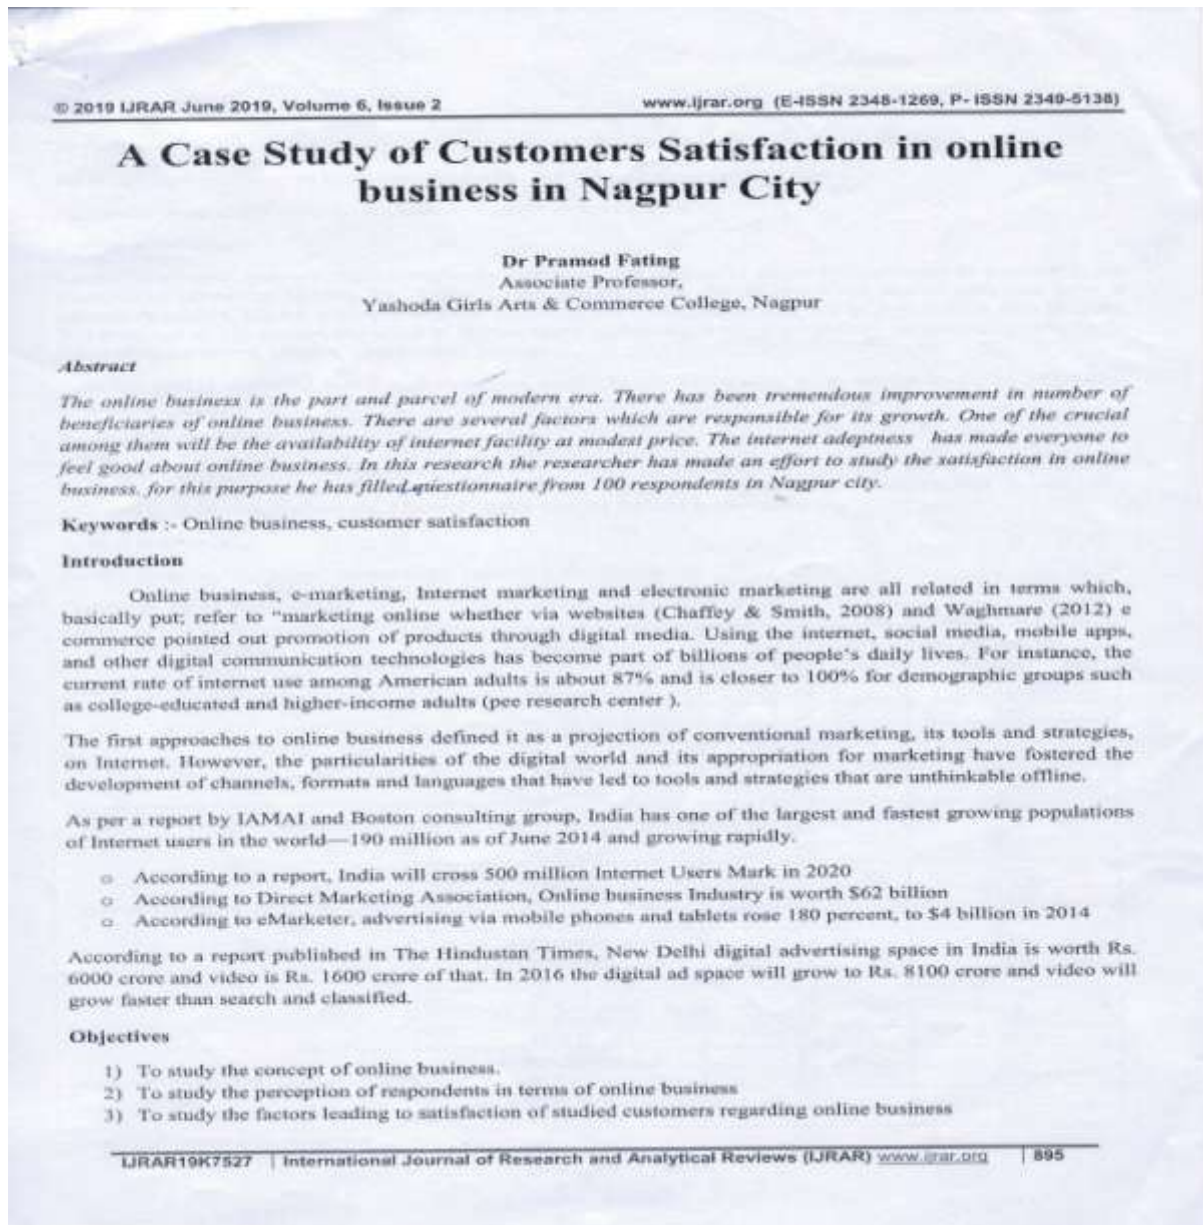 © 2019 IJRAR June 2019, Volume 6, Issue 2
www.ijrar.org (E-ISSN 2348-1269, P- ISSN 2349-5138)
A Case Study of Customers Satisfaction in online
business in Nagpur City
Dr Pramod Fating
Associate Professor,
Yashoda Girls Arts & Commerce College, Nagpur
Abstract
The online business is the part and parcel of modern era. There has been tremendous improvement in number of
beneficiaries of online business. There are several factors which are responsible for its growth. One of the crucial
among them will be the availability of internet facility at modest price. The internet adeptness has made everyone to
feel good about online business. In this research the researcher has made an effort to study the satisfaction in online
business. for this purpose he has filled questionnaire from 100 respondents in Nagpur city.
Keywords :- Online business, customer satisfaction
Introduction
Online business, e-marketing, Internet marketing and electronic marketing are all related in terms which,
basically put; refer to “marketing online whether via websites (Chaffey & Smith, 2008) and Waghmare (2012) e
commerce pointed out promotion of products through digital media. Using the internet, social media, mobile apps,
and other digital communication technologies has become part of billions of people's daily lives. For instance, the
current rate of internet use among American adults is about 87% and is closer to 100% for demographic groups such
as college-educated and higher-income adults (pee research center ).
The first approaches to online business defined it as a projection of conventional marketing, its tools and strategies,
on Internet. However, the particularities of the digital world and its appropriation for marketing have fostered the
development of channels, formats and languages that have led to tools and strategies that are unthinkable offline.
As per a report by IAMAI and Boston consulting group, India has one of the largest and fastest growing populations
of Internet users in the world—190 million as of June 2014 and growing rapidly.
o According to a report, India will cross 500 million Internet Users Mark in 2020
o According to Direct Marketing Association, Online business Industry is worth $62 billion
o According to eMarketer, advertising via mobile phones and tablets rose 180 percent, to $4 billion in 2014
According to a report published in The Hindustan Times, New Delhi digital advertising space in India is worth Rs.
6000 crore and video is Rs. 1600 crore of that. In 2016 the digital ad space will grow to Rs. 8100 crore and video will
grow faster than search and classified.
Objectives
1) To study the concept of online business.
2) To study the perception of respondents in terms of online business
3) To study the factors leading to satisfaction of studied customers regarding online business
IJRAR19K7527 | International Journal of Research and Analytical Reviews (IJRAR) www.ijrar.org | 895